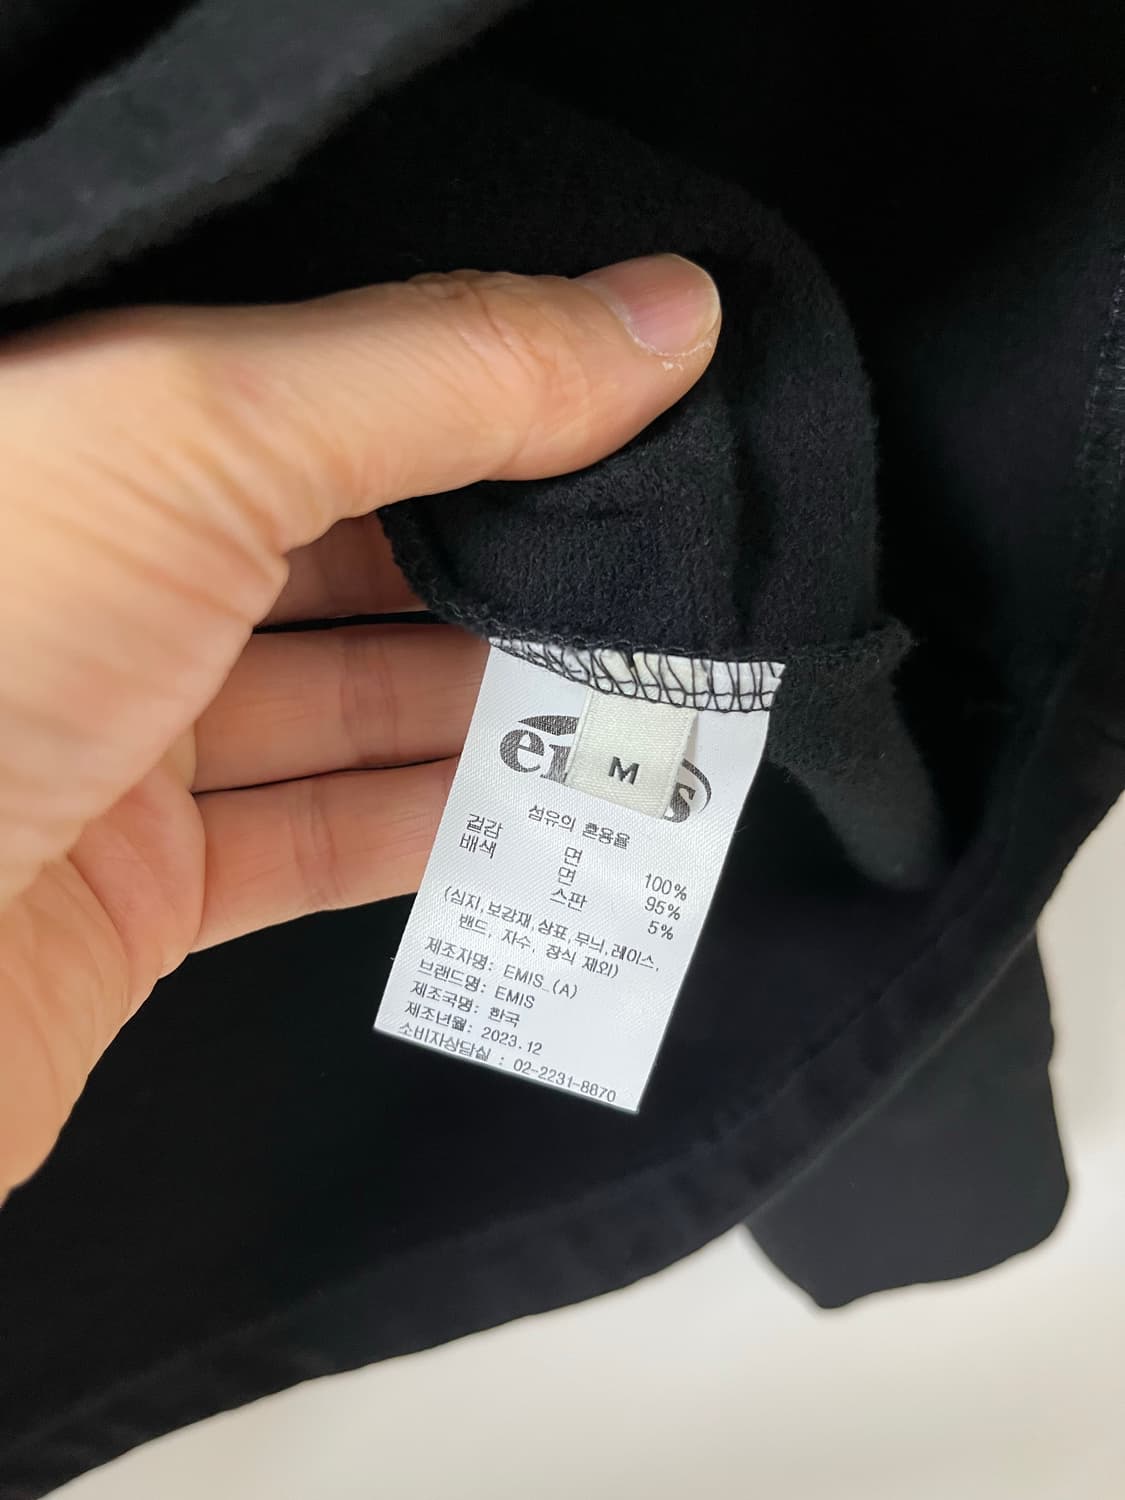 emis
M
섬유의 혼용율
겉감 면 100%
배색 면 95%
스판 5%
(심지,보강재,상표,무늬,레이스,
밴드, 자수, 장식 제외)
제조자명: EMIS_(A)
브랜드명: EMIS
제조국명: 한국
제조년월: 2023.12
소비자상담실 : 02-2231-8870